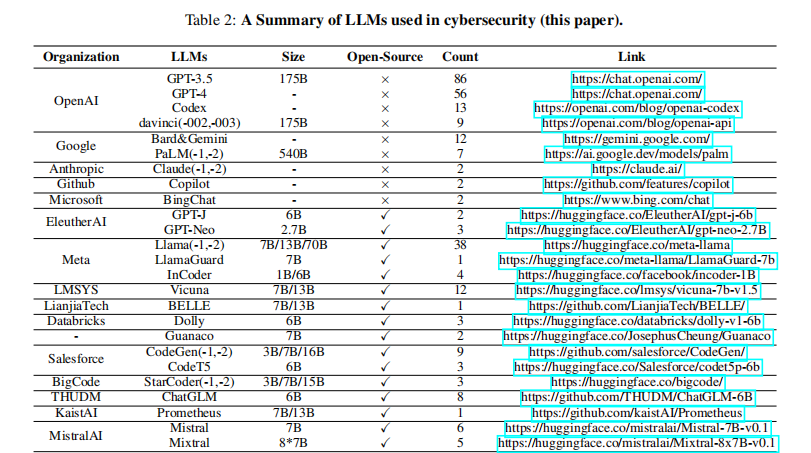 Table 2: A Summary of LLMs used in cybersecurity (this paper).
Organization LLMs Size Open-Source Count Link
OpenAI GPT-3.5 175B × 86 https://chat.openai.com/
GPT-4 - × 56 https://chat.openai.com/
Codex - × 13 https://openai.com/blog/openai-codex
davinci(-002,-003) 175B × 9 https://openai.com/blog/openai-api
Google Bard&Gemini - × 12 https://gemini.google.com/
PaLM(-1,-2) 540B × 7 https://ai.google.dev/models/palm
Anthropic Claude(-1,-2) - × 2 https://claude.ai/
Github Copilot - × 2 https://github.com/features/copilot
Microsoft BingChat - × 2 https://www.bing.com/chat
EleutherAI GPT-J 6B ✓ 2 https://huggingface.co/EleutherAI/gpt-j-6b
GPT-Neo 2.7B ✓ 3 https://huggingface.co/EleutherAI/gpt-neo-2.7B
Meta Llama(-1,-2) 7B/13B/70B ✓ 38 https://huggingface.co/meta-llama
LlamaGuard 7B ✓ 1 https://huggingface.co/meta-llama/LlamaGuard-7b
InCoder 1B/6B ✓ 4 https://huggingface.co/facebook/incoder-1B
LMSYS Vicuna 7B/13B ✓ 12 https://huggingface.co/lmsys/vicuna-7b-v1.5
LianjiaTech BELLE 7B/13B ✓ 1 https://github.com/LianjiaTech/BELLE/
Databricks Dolly 6B ✓ 3 https://huggingface.co/databricks/dolly-v1-6b
- Guanaco 7B ✓ 2 https://huggingface.co/JosephusCheung/Guanaco
Salesforce CodeGen(-1,-2) 3B/7B/16B ✓ 9 https://github.com/salesforce/CodeGen/
CodeT5 6B ✓ 3 https://huggingface.co/Salesforce/codet5p-6b
BigCode StarCoder(-1,-2) 3B/7B/15B ✓ 3 https://huggingface.co/bigcode/
THUDM ChatGLM 6B ✓ 8 https://github.com/THUDM/ChatGLM-6B
KaistAI Prometheus 7B/13B ✓ 1 https://github.com/kaistAI/Prometheus
MistralAI Mistral 7B ✓ 6 https://huggingface.co/mistralai/Mistral-7B-v0.1
Mixtral 8*7B ✓ 5 https://huggingface.co/mistralai/Mixtral-8x7B-v0.1